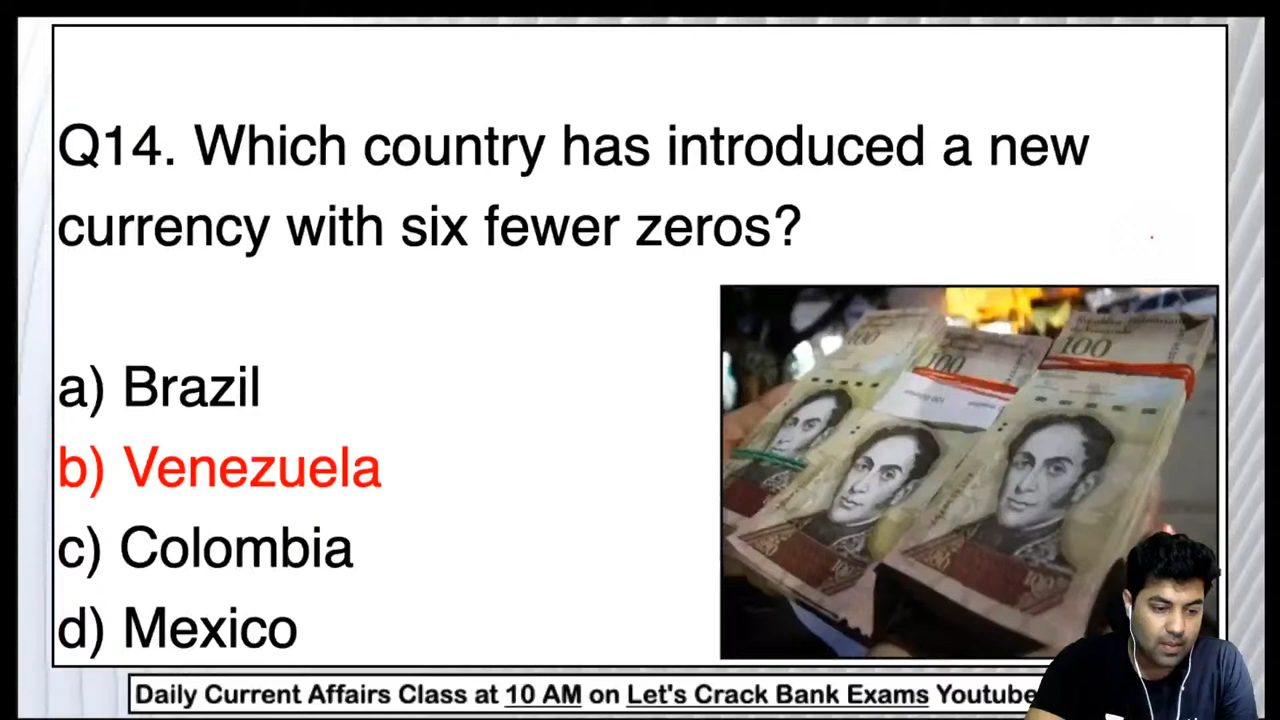 Q14. Which country has introduced a new
currency with six fewer zeros?
a) Brazil
b) Venezuela
c) Colombia
d) Mexico
100
100
100
100
Daily Current Affairs Class at 10 AM on Let's Crack Bank Exams Youtube